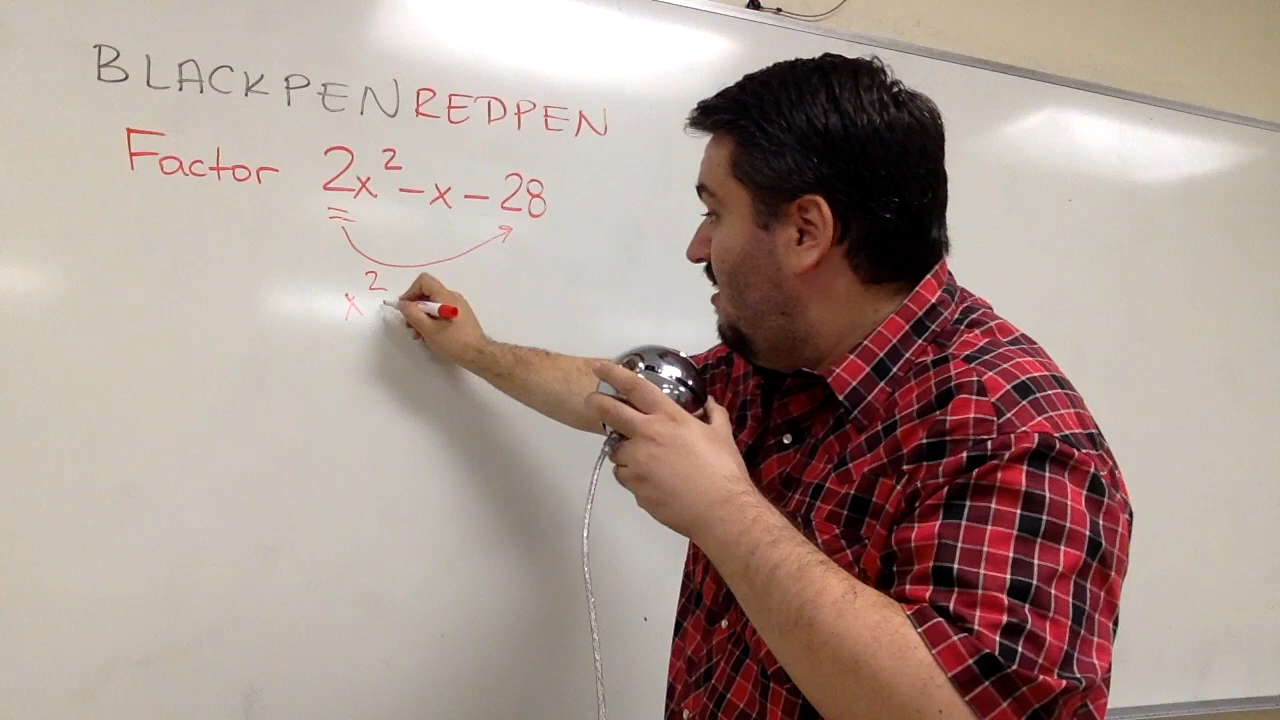 BLACKPENREDPEN
Factor 2x² - x - 28
x²